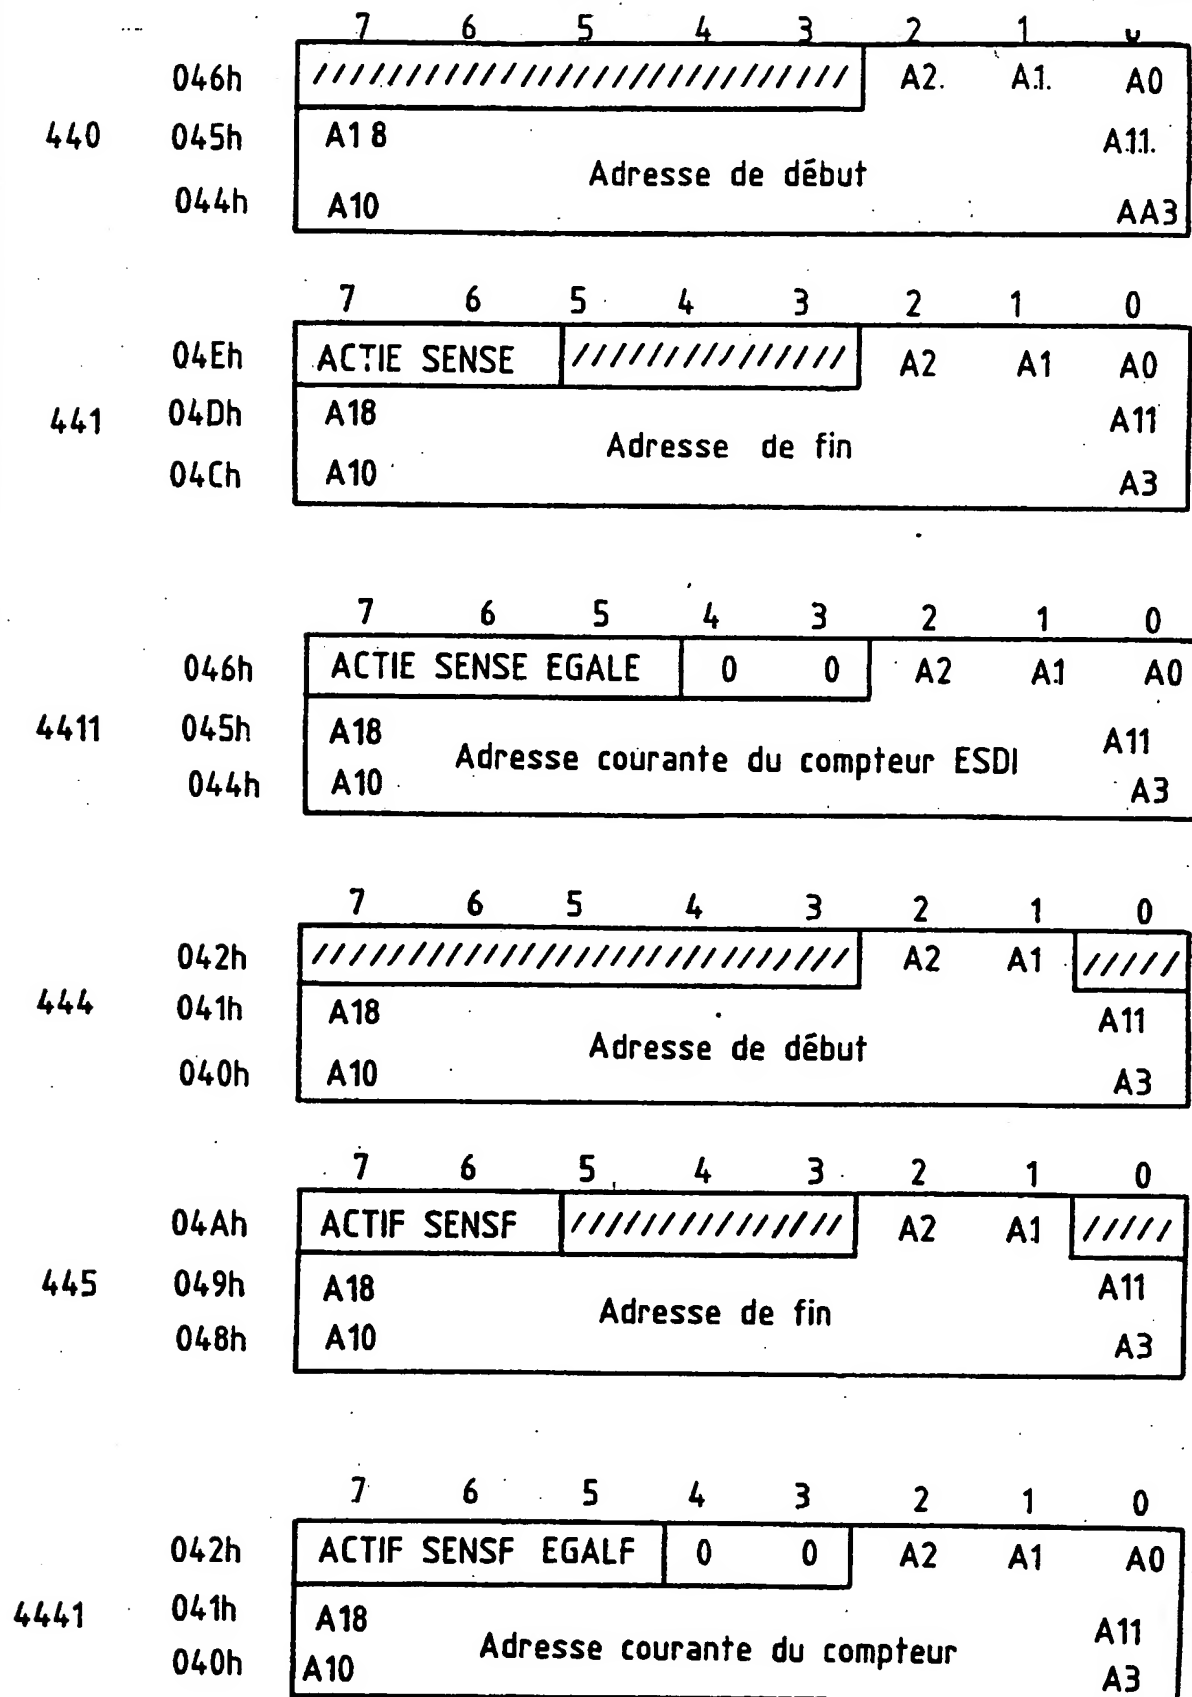 7 6 5 4 3 2 1 0
046h A2. A.1. A0
440 045h A18 A11.
Adresse de début
044h A10 AA3
7 6 5 4 3 2 1 0
04Eh ACTIE SENSE A2 A1 A0
441 04Dh A18 A11
Adresse de fin
04Ch A10 A3
7 6 5 4 3 2 1 0
046h ACTIE SENSE EGALE 0 0 A2 A1 A0
4411 045h A18 A11
Adresse courante du compteur ESDI
044h A10 A3
7 6 5 4 3 2 1 0
042h A2 A1
444 041h A18 A11
Adresse de début
040h A10 A3
7 6 5 4 3 2 1 0
04Ah ACTIF SENSF A2 A1
445 049h A18 A11
Adresse de fin
048h A10 A3
7 6 5 4 3 2 1 0
042h ACTIF SENSF EGALF 0 0 A2 A1 A0
4441 041h A18 A11
Adresse courante du compteur
040h A10 A3